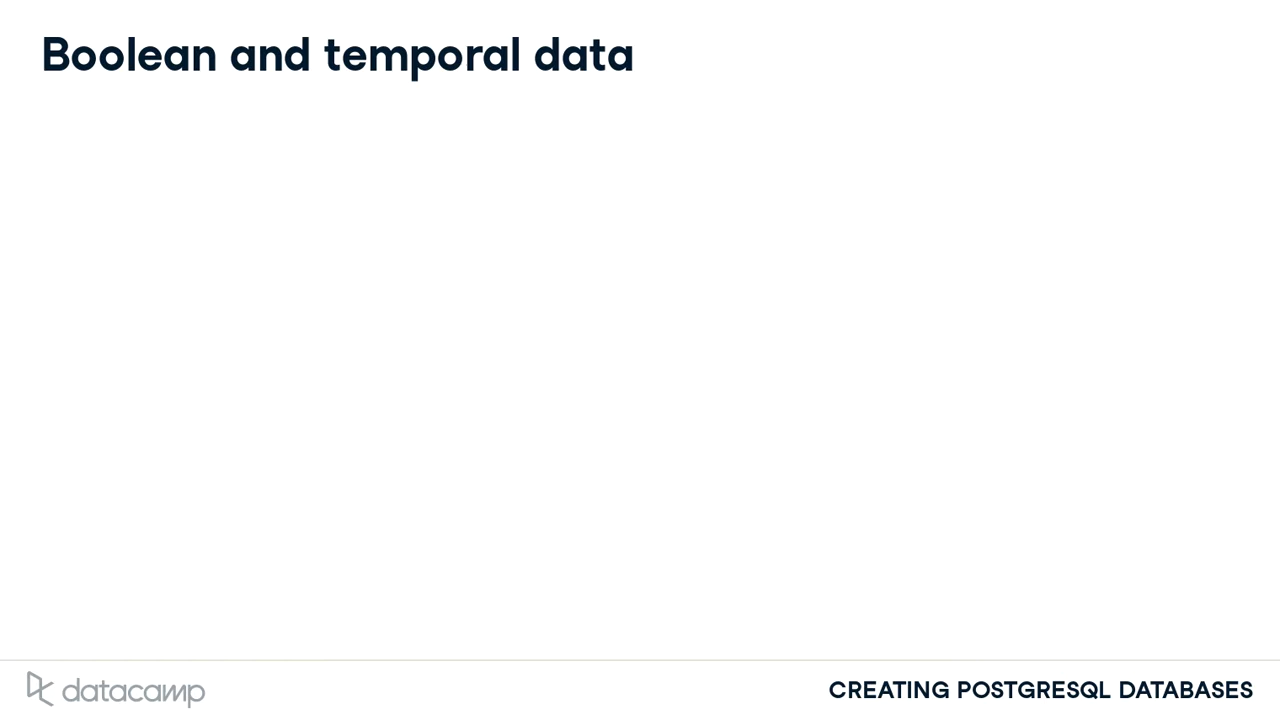 Boolean and temporal data
datacamp
CREATING POSTGRESQL DATABASES